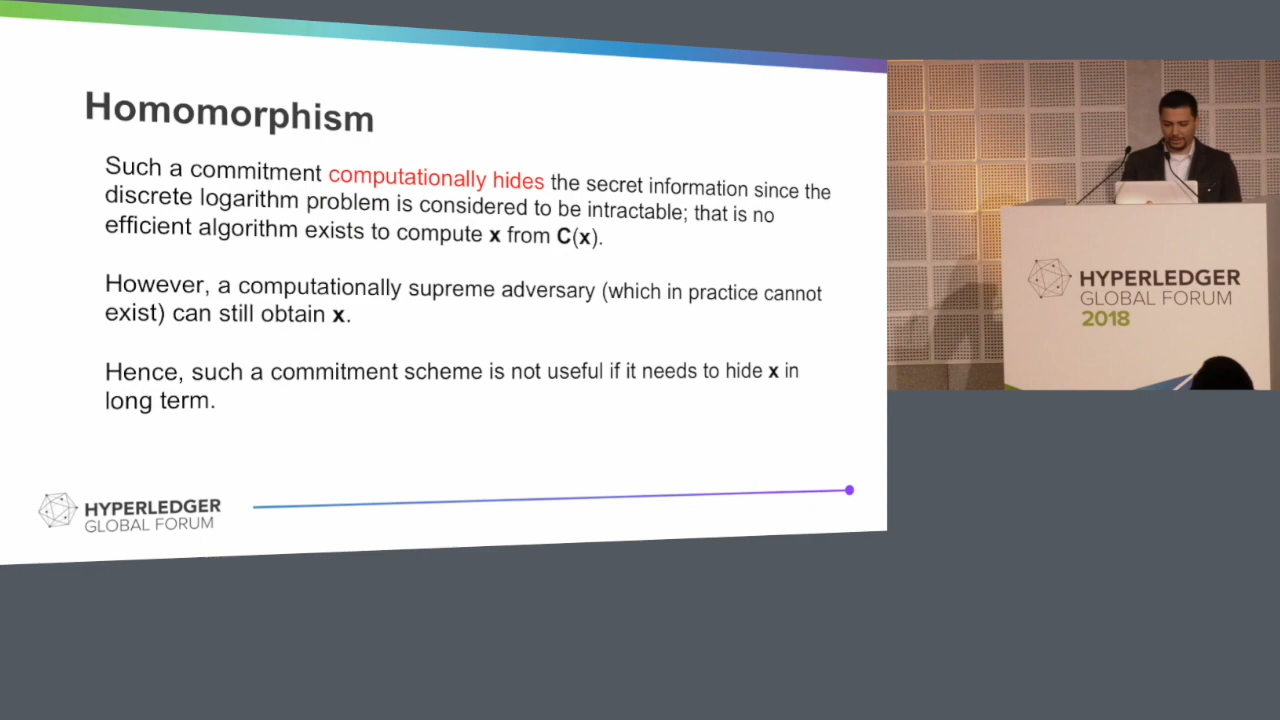 Homomorphism
Such a commitment computationally hides the secret information since the
discrete logarithm problem is considered to be intractable; that is no
efficient algorithm exists to compute x from C(x).
However, a computationally supreme adversary (which in practice cannot
exist) can still obtain x.
Hence, such a commitment scheme is not useful if it needs to hide x in
long term.
HYPERLEDGER
GLOBAL FORUM
HYPERLEDGER
GLOBAL FORUM
2018